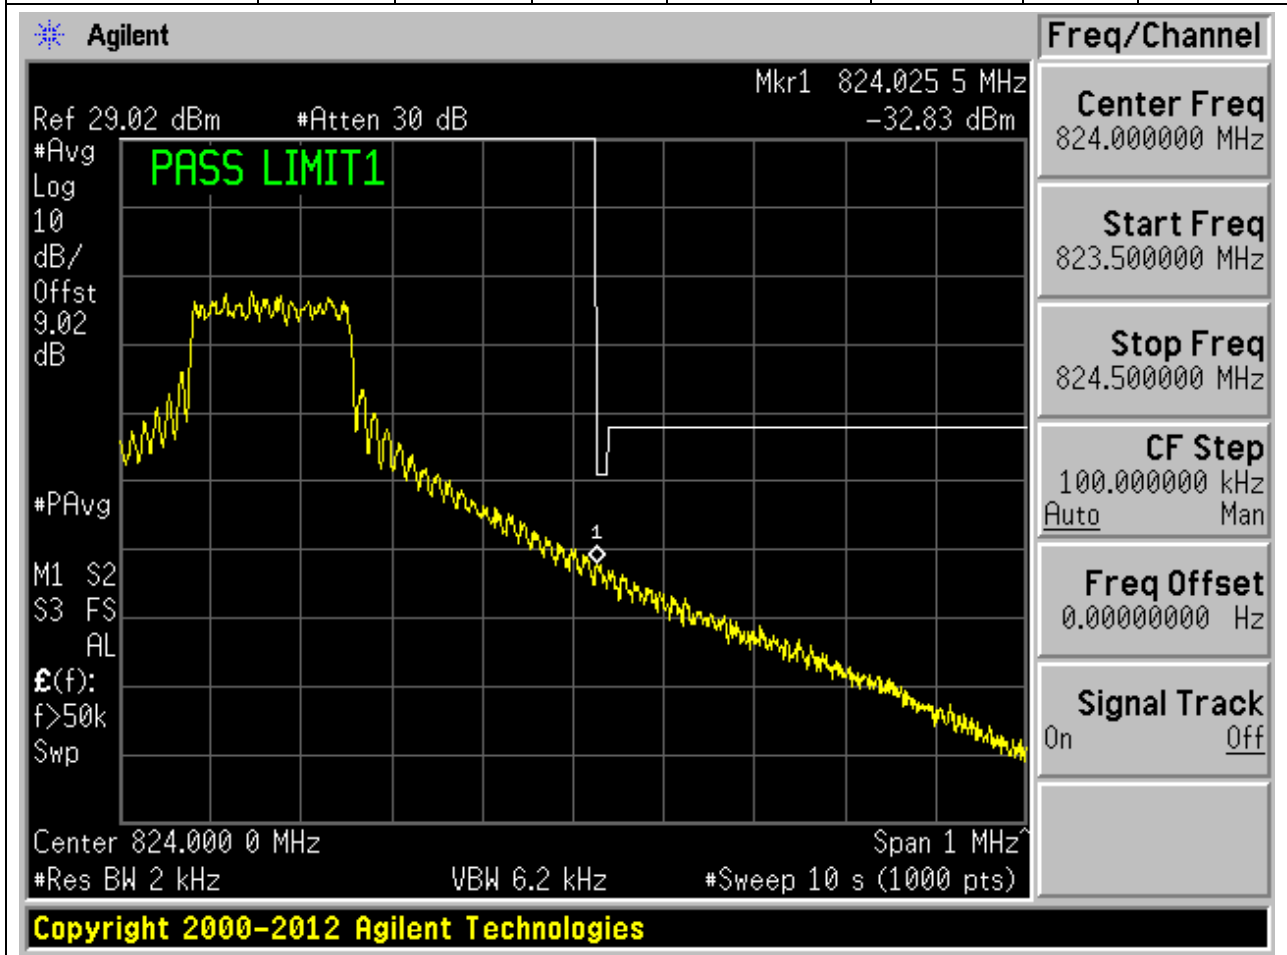 Agilent
Freq/Channel
Mkr1 824.025 5 MHz
Ref 29.02 dBm #Atten 30 dB -32.83 dBm
#Avg
Log
10
dB/
Offst
9.02
dB
PASS LIMIT1
#PAvg
1
M1 S2
S3 FS
AL
£(f):
f>50k
Swp
Center 824.000 0 MHz Span 1 MHz^
#Res BW 2 kHz VBW 6.2 kHz #Sweep 10 s (1000 pts)
Center Freq
824.000000 MHz
Start Freq
823.500000 MHz
Stop Freq
824.500000 MHz
CF Step
100.000000 kHz
Auto Man
Freq Offset
0.00000000 Hz
Signal Track
On Off
Copyright 2000-2012 Agilent Technologies